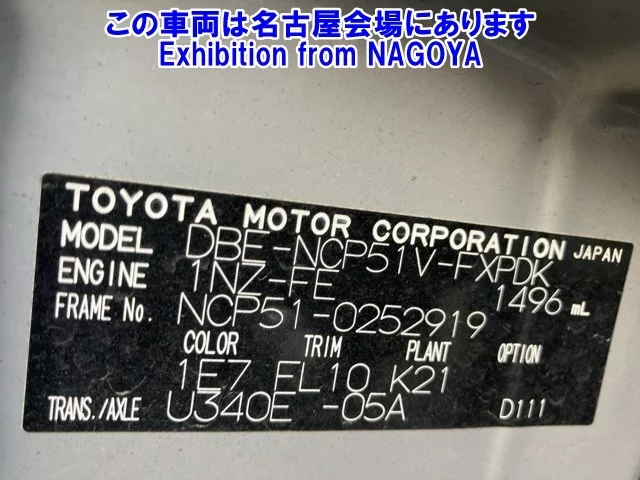 この車両は名古屋会場にあります
Exhibition from NAGOYA
TOYOTA MOTOR CORPORATION JAPAN
MODEL DBE-NCP51V-FXPDK
ENGINE 1NZ-FE 1496 mL
FRAME No. NCP51-0252919
COLOR TRIM PLANT OPTION
1E7 FL10 K21
TRANS./AXLE U340E -05A D111